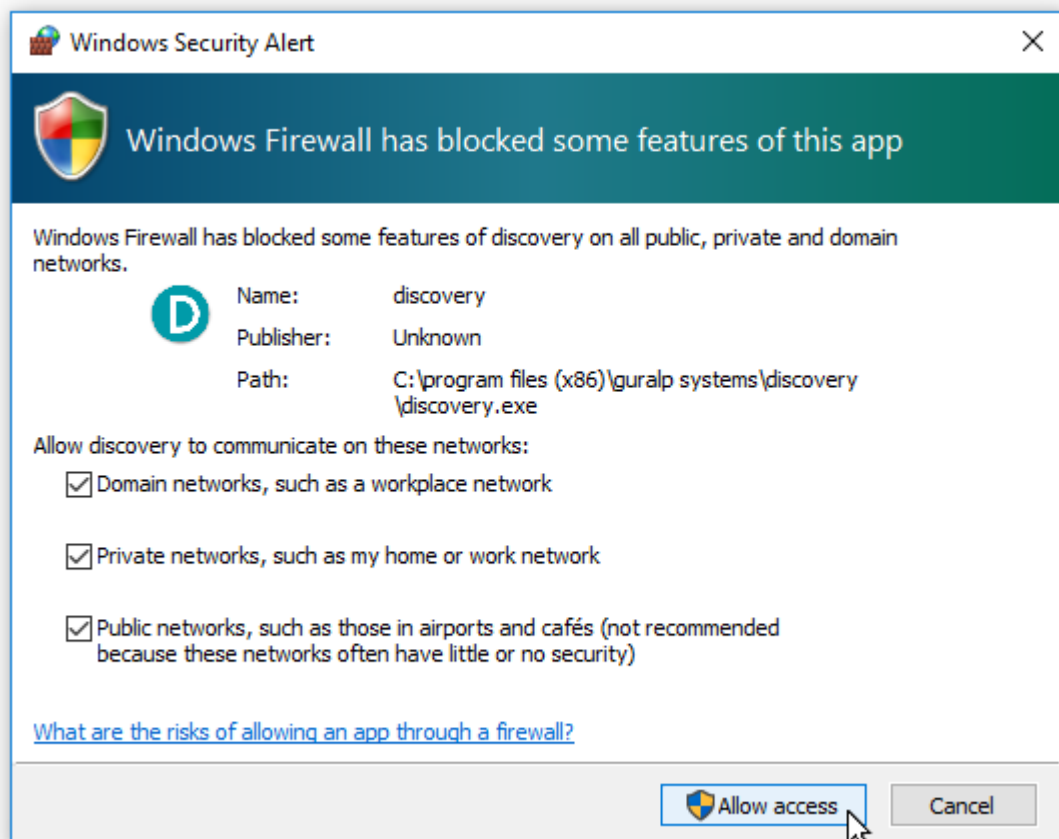 Windows Security Alert
Windows Firewall has blocked some features of this app
Windows Firewall has blocked some features of discovery on all public, private and domain
networks.
D
Name: discovery
Publisher: Unknown
Path: C:\program files (x86)\guralp systems\discovery
\discovery.exe
Allow discovery to communicate on these networks:
Domain networks, such as a workplace network
Private networks, such as my home or work network
Public networks, such as those in airports and cafés (not recommended
because these networks often have little or no security)
What are the risks of allowing an app through a firewall?
Allow access Cancel